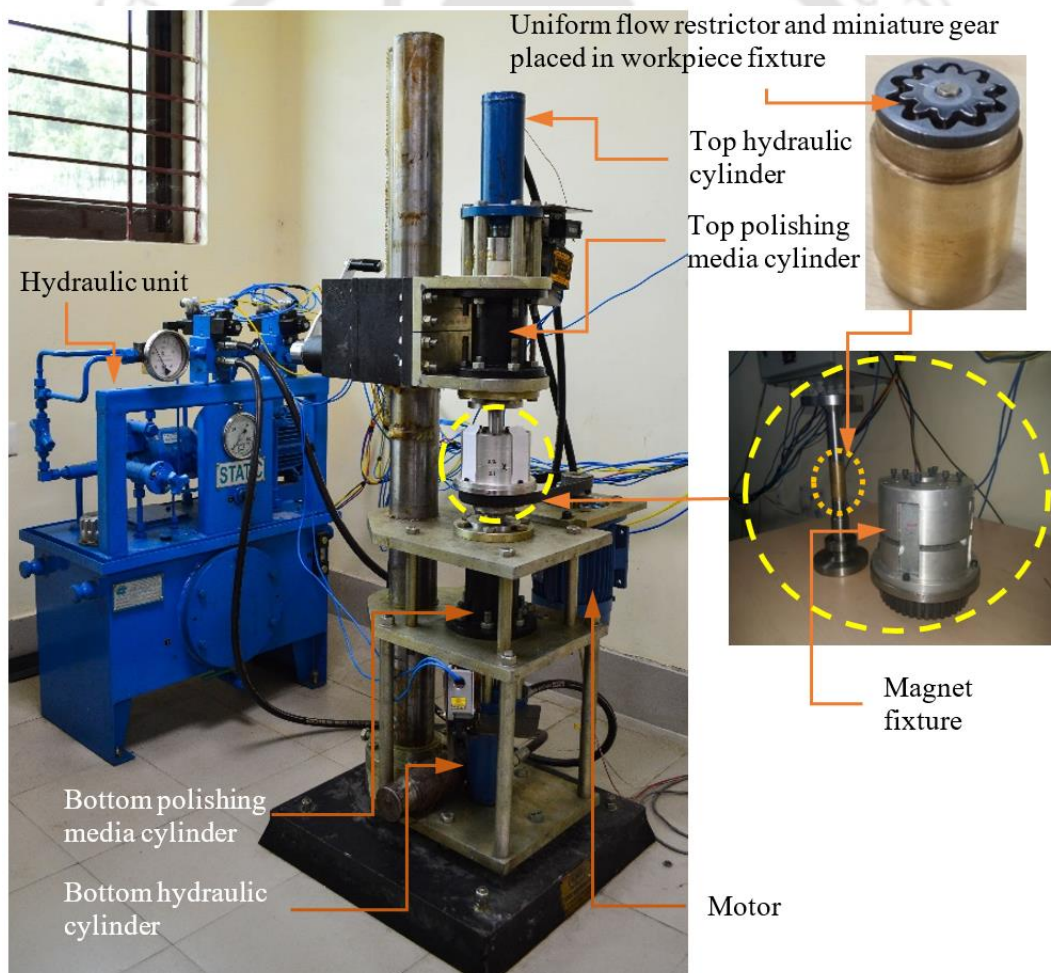 Uniform flow restrictor and miniature gear
placed in workpiece fixture
Top hydraulic
cylinder
Top polishing
media cylinder
Hydraulic unit
STATIC
Magnet
fixture
Bottom polishing
media cylinder
Bottom hydraulic
cylinder
Motor